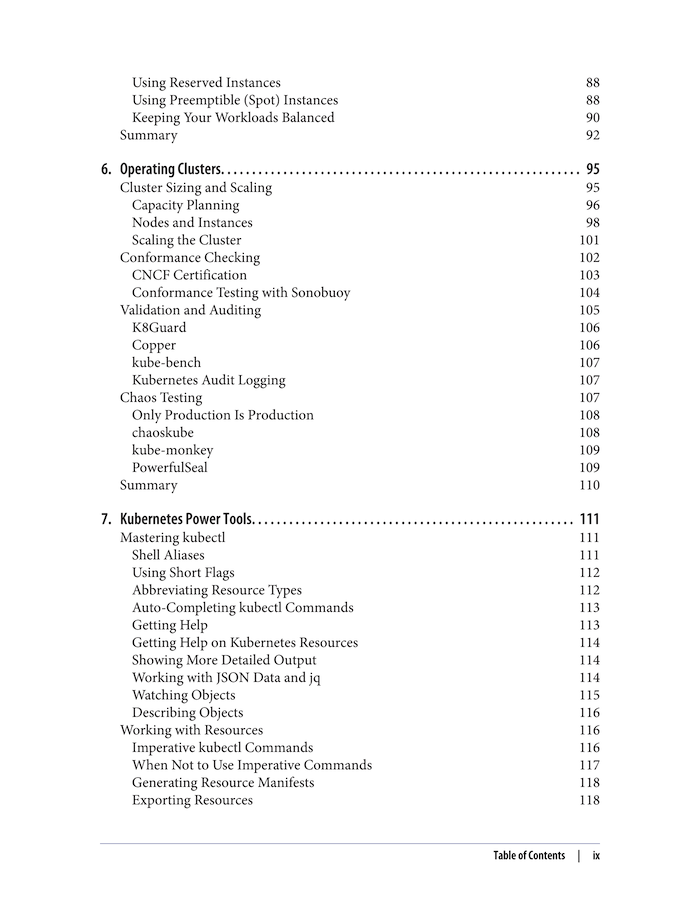 Using Reserved Instances 88
Using Preemptible (Spot) Instances 88
Keeping Your Workloads Balanced 90
Summary 92
6. Operating Clusters. . . . . . . . . . . . . . . . . . . . . . . . . . . . . . . . . . . . . . . . . . . . . . . . . . . . . . . . . . 95
Cluster Sizing and Scaling 95
Capacity Planning 96
Nodes and Instances 98
Scaling the Cluster 101
Conformance Checking 102
CNCF Certification 103
Conformance Testing with Sonobuoy 104
Validation and Auditing 105
K8Guard 106
Copper 106
kube-bench 107
Kubernetes Audit Logging 107
Chaos Testing 107
Only Production Is Production 108
chaoskube 108
kube-monkey 109
PowerfulSeal 109
Summary 110
7. Kubernetes Power Tools. . . . . . . . . . . . . . . . . . . . . . . . . . . . . . . . . . . . . . . . . . . . . . . . . . . . 111
Mastering kubectl 111
Shell Aliases 111
Using Short Flags 112
Abbreviating Resource Types 112
Auto-Completing kubectl Commands 113
Getting Help 113
Getting Help on Kubernetes Resources 114
Showing More Detailed Output 114
Working with JSON Data and jq 114
Watching Objects 115
Describing Objects 116
Working with Resources 116
Imperative kubectl Commands 116
When Not to Use Imperative Commands 117
Generating Resource Manifests 118
Exporting Resources 118
Table of Contents | ix